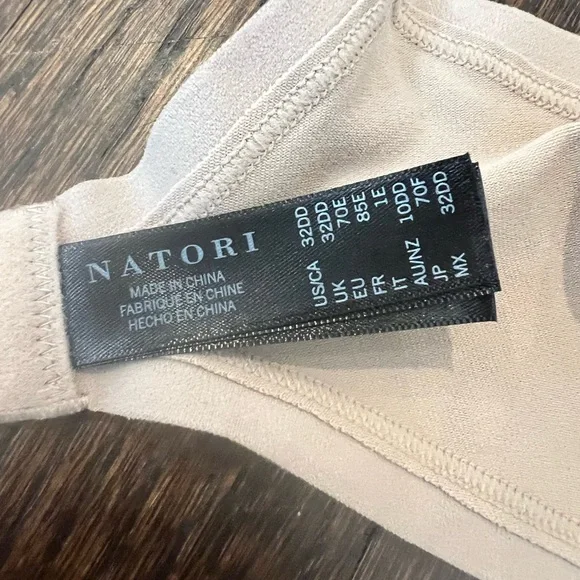 NATORI
MADE IN CHINA
FABRIQUE EN CHINE
HECHO EN CHINA
US/CA 32DD
UK 32DD
EU 70E
FR 85E
IT 1E
AU/NZ 10DD
JP 70F
MX 32DD